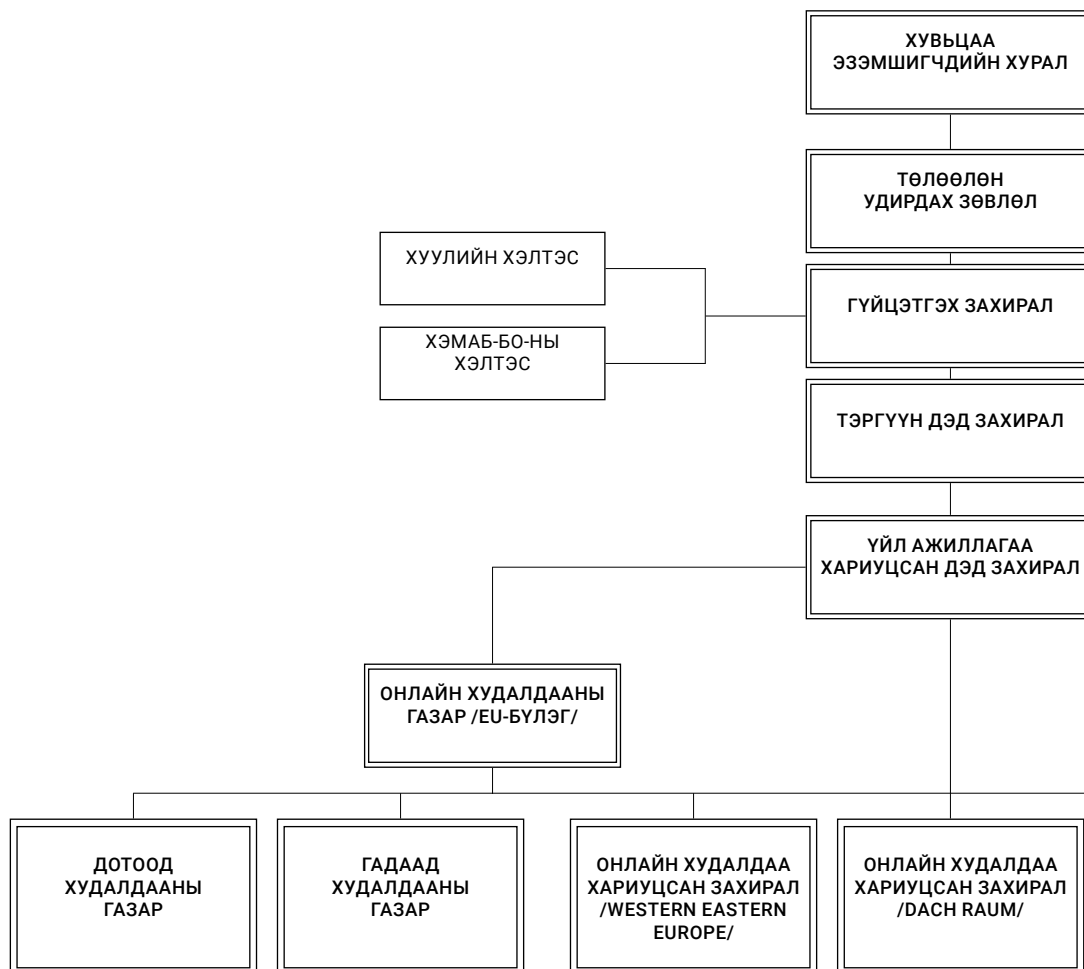 ХУВЬЦАА
ЭЗЭМШИГЧДИЙН ХУРАЛ
ТӨЛӨӨЛӨН
УДИРДАХ ЗӨВЛӨЛ
ХУУЛИЙН ХЭЛТЭС
ГҮЙЦЭТГЭХ ЗАХИРАЛ
ХЭМАБ-БО-НЫ
ХЭЛТЭС
ТЭРГҮҮН ДЭД ЗАХИРАЛ
ҮЙЛ АЖИЛЛАГАА
ХАРИУЦСАН ДЭД ЗАХИРАЛ
ОНЛАЙН ХУДАЛДААНЫ
ГАЗАР /EU-БҮЛЭГ/
ДОТООД
ХУДАЛДААНЫ
ГАЗАР
ГАДААД
ХУДАЛДААНЫ
ГАЗАР
ОНЛАЙН ХУДАЛДАА
ХАРИУЦСАН ЗАХИРАЛ
/WESTERN EASTERN
EUROPE/
ОНЛАЙН ХУДАЛДАА
ХАРИУЦСАН ЗАХИРАЛ
/DACH RAUM/